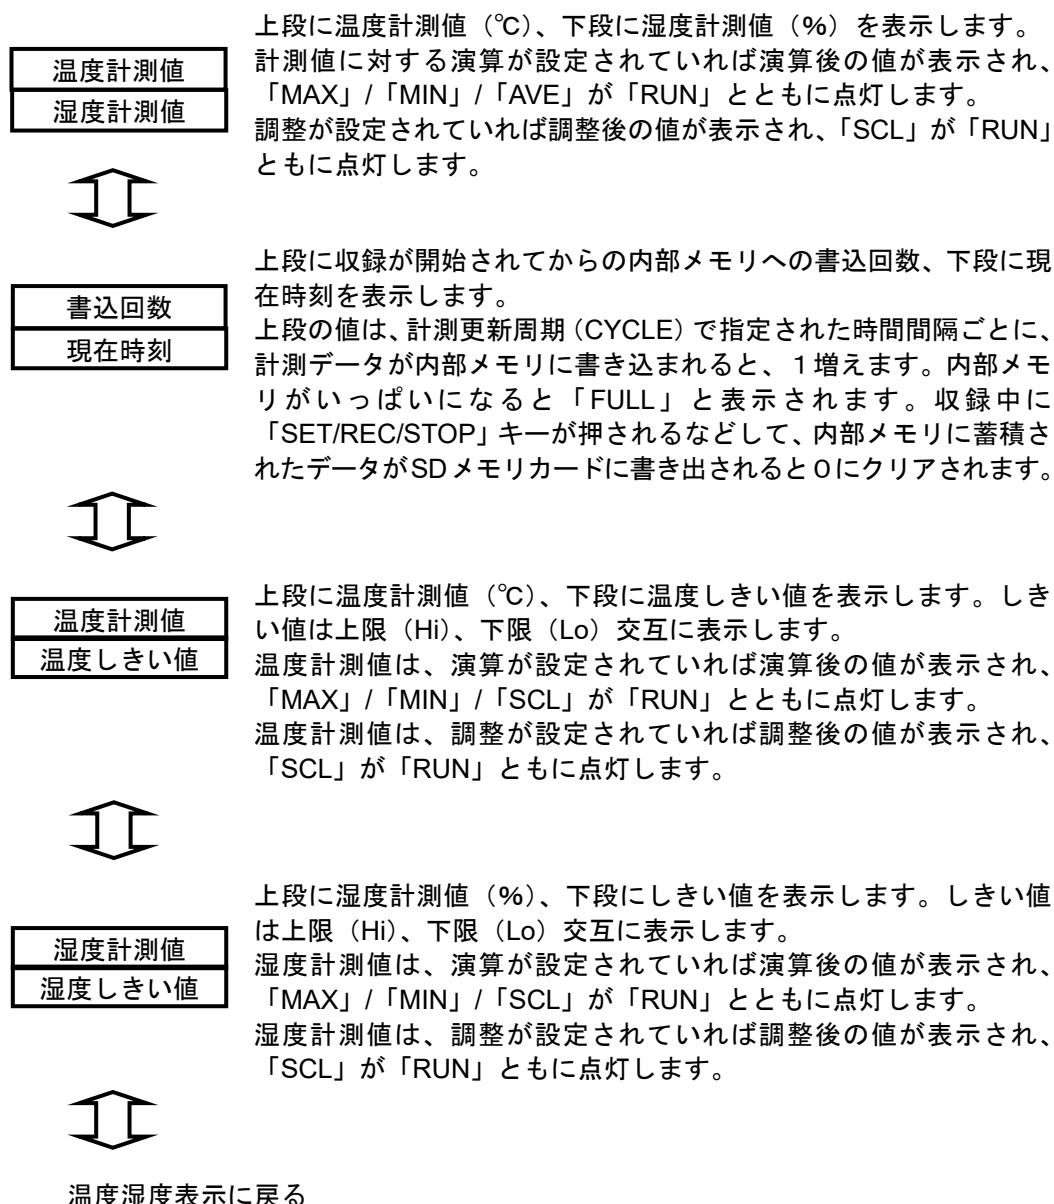 上段に温度計測値（℃）、下段に湿度計測値（%）を表示します。
温度計測値
湿度計測値
計測値に対する演算が設定されていれば演算後の値が表示され、
「MAX」/「MIN」/「AVE」が「RUN」とともに点灯します。
調整が設定されていれば調整後の値が表示され、「SCL」が「RUN」
ともに点灯します。
書込回数
現在時刻
上段に収録が開始されてからの内部メモリへの書込回数、下段に現
在時刻を表示します。
上段の値は、計測更新周期（CYCLE）で指定された時間間隔ごとに、
計測データが内部メモリに書き込まれると、１増えます。内部メモ
リがいっぱいになると「FULL」と表示されます。収録中に
「SET/REC/STOP」キーが押されるなどして、内部メモリに蓄積さ
れたデータがSDメモリカードに書き出されると０にクリアされます。
温度計測値
温度しきい値
上段に温度計測値（℃）、下段に温度しきい値を表示します。しき
い値は上限（Hi）、下限（Lo）交互に表示します。
温度計測値は、演算が設定されていれば演算後の値が表示され、
「MAX」/「MIN」/「SCL」が「RUN」とともに点灯します。
温度計測値は、調整が設定されていれば調整後の値が表示され、
「SCL」が「RUN」ともに点灯します。
湿度計測値
湿度しきい値
上段に湿度計測値（%）、下段にしきい値を表示します。しきい値
は上限（Hi）、下限（Lo）交互に表示します。
湿度計測値は、演算が設定されていれば演算後の値が表示され、
「MAX」/「MIN」/「SCL」が「RUN」とともに点灯します。
湿度計測値は、調整が設定されていれば調整後の値が表示され、
「SCL」が「RUN」ともに点灯します。
温度湿度表示に戻る